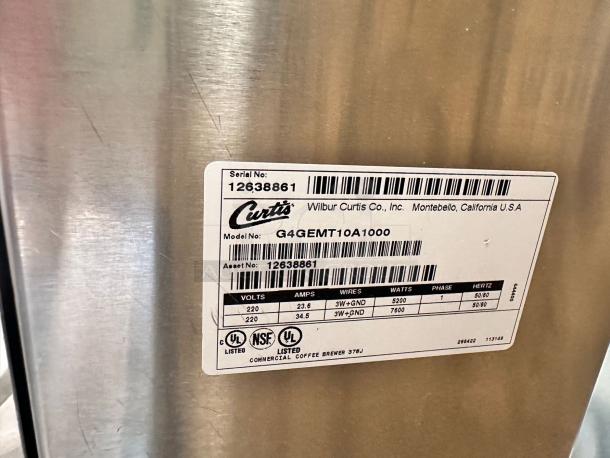 Serial No:
12638861
Curtis Wilbur Curtis Co., Inc. Montebello, California U.S.A
Model No: G4GEMT10A1000
Asset No: 12638861
VOLTS AMPS WIRES WATTS PHASE HERTZ
220 23.6 3W+GND 5200 1 50/60
220 34.5 3W+GND 7600 50/60
C UL LISTED NSF UL LISTED
COMMERCIAL COFFEE BREWER 378J